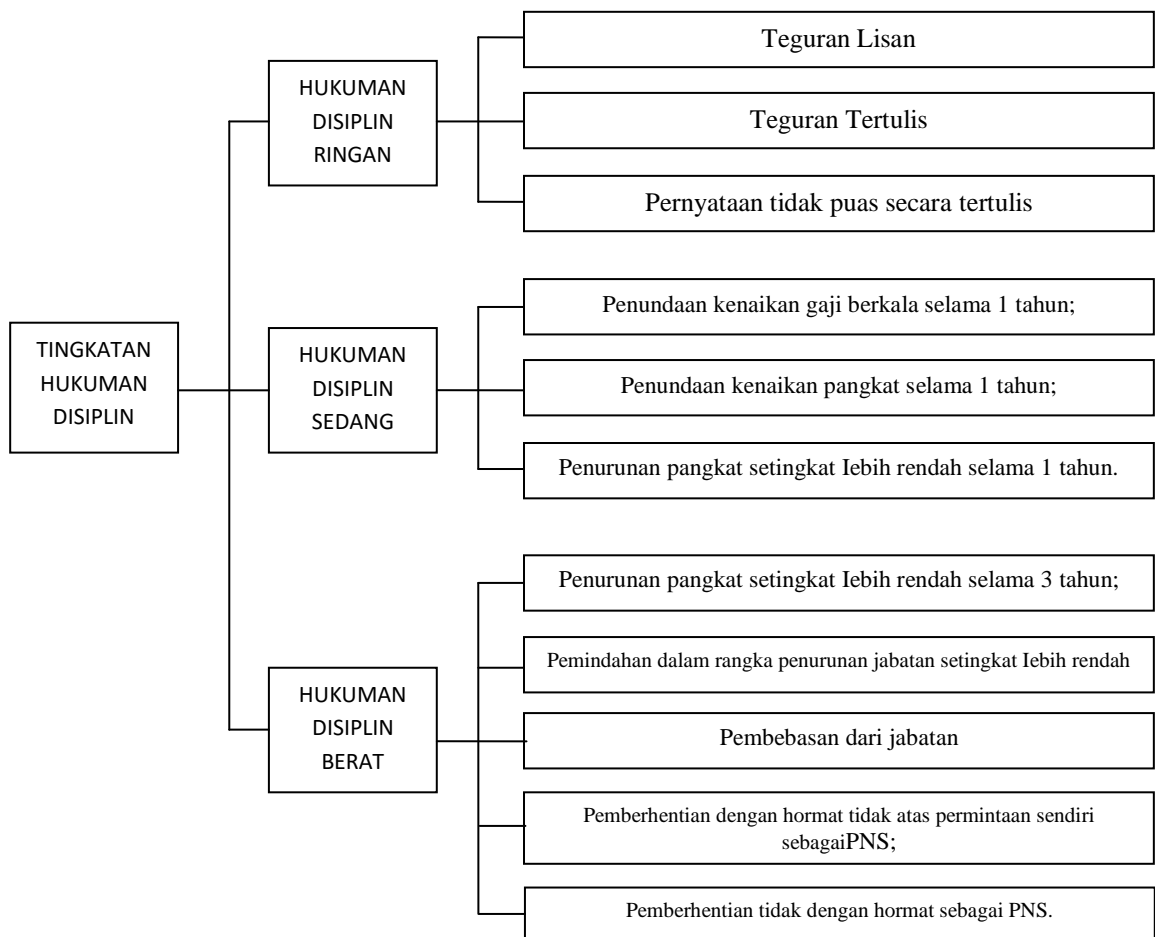 TINGKATAN
HUKUMAN
DISIPLIN
HUKUMAN
DISIPLIN
RINGAN
Teguran Lisan
Teguran Tertulis
Pernyataan tidak puas secara tertulis
HUKUMAN
DISIPLIN
SEDANG
Penundaan kenaikan gaji berkala selama 1 tahun;
Penundaan kenaikan pangkat selama 1 tahun;
Penurunan pangkat setingkat Iebih rendah selama 1 tahun.
HUKUMAN
DISIPLIN
BERAT
Penurunan pangkat setingkat Iebih rendah selama 3 tahun;
Pemindahan dalam rangka penurunan jabatan setingkat Iebih rendah
Pembebasan dari jabatan
Pemberhentian dengan hormat tidak atas permintaan sendiri
sebagaiPNS;
Pemberhentian tidak dengan hormat sebagai PNS.